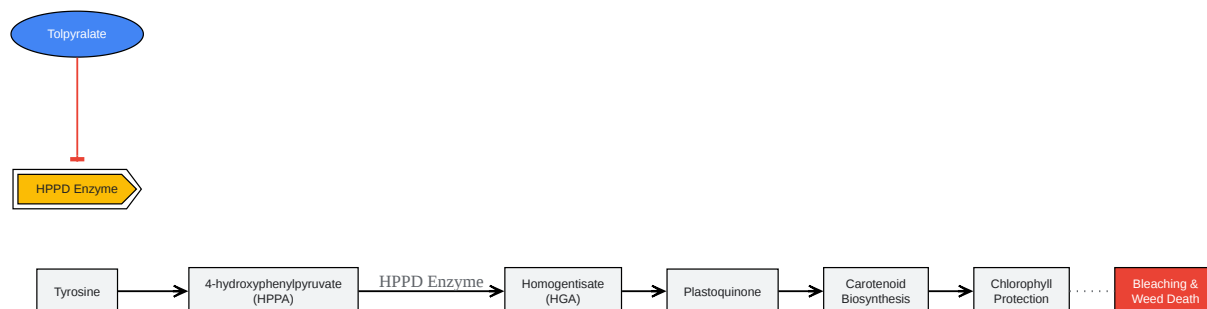 Tolpyralate
HPPD Enzyme
Tyrosine
4-hydroxyphenylpyruvate
(HPPA)
HPPD Enzyme
Homogentisate
(HGA)
Plastoquinone
Carotenoid
Biosynthesis
Chlorophyll
Protection
Bleaching &
Weed Death